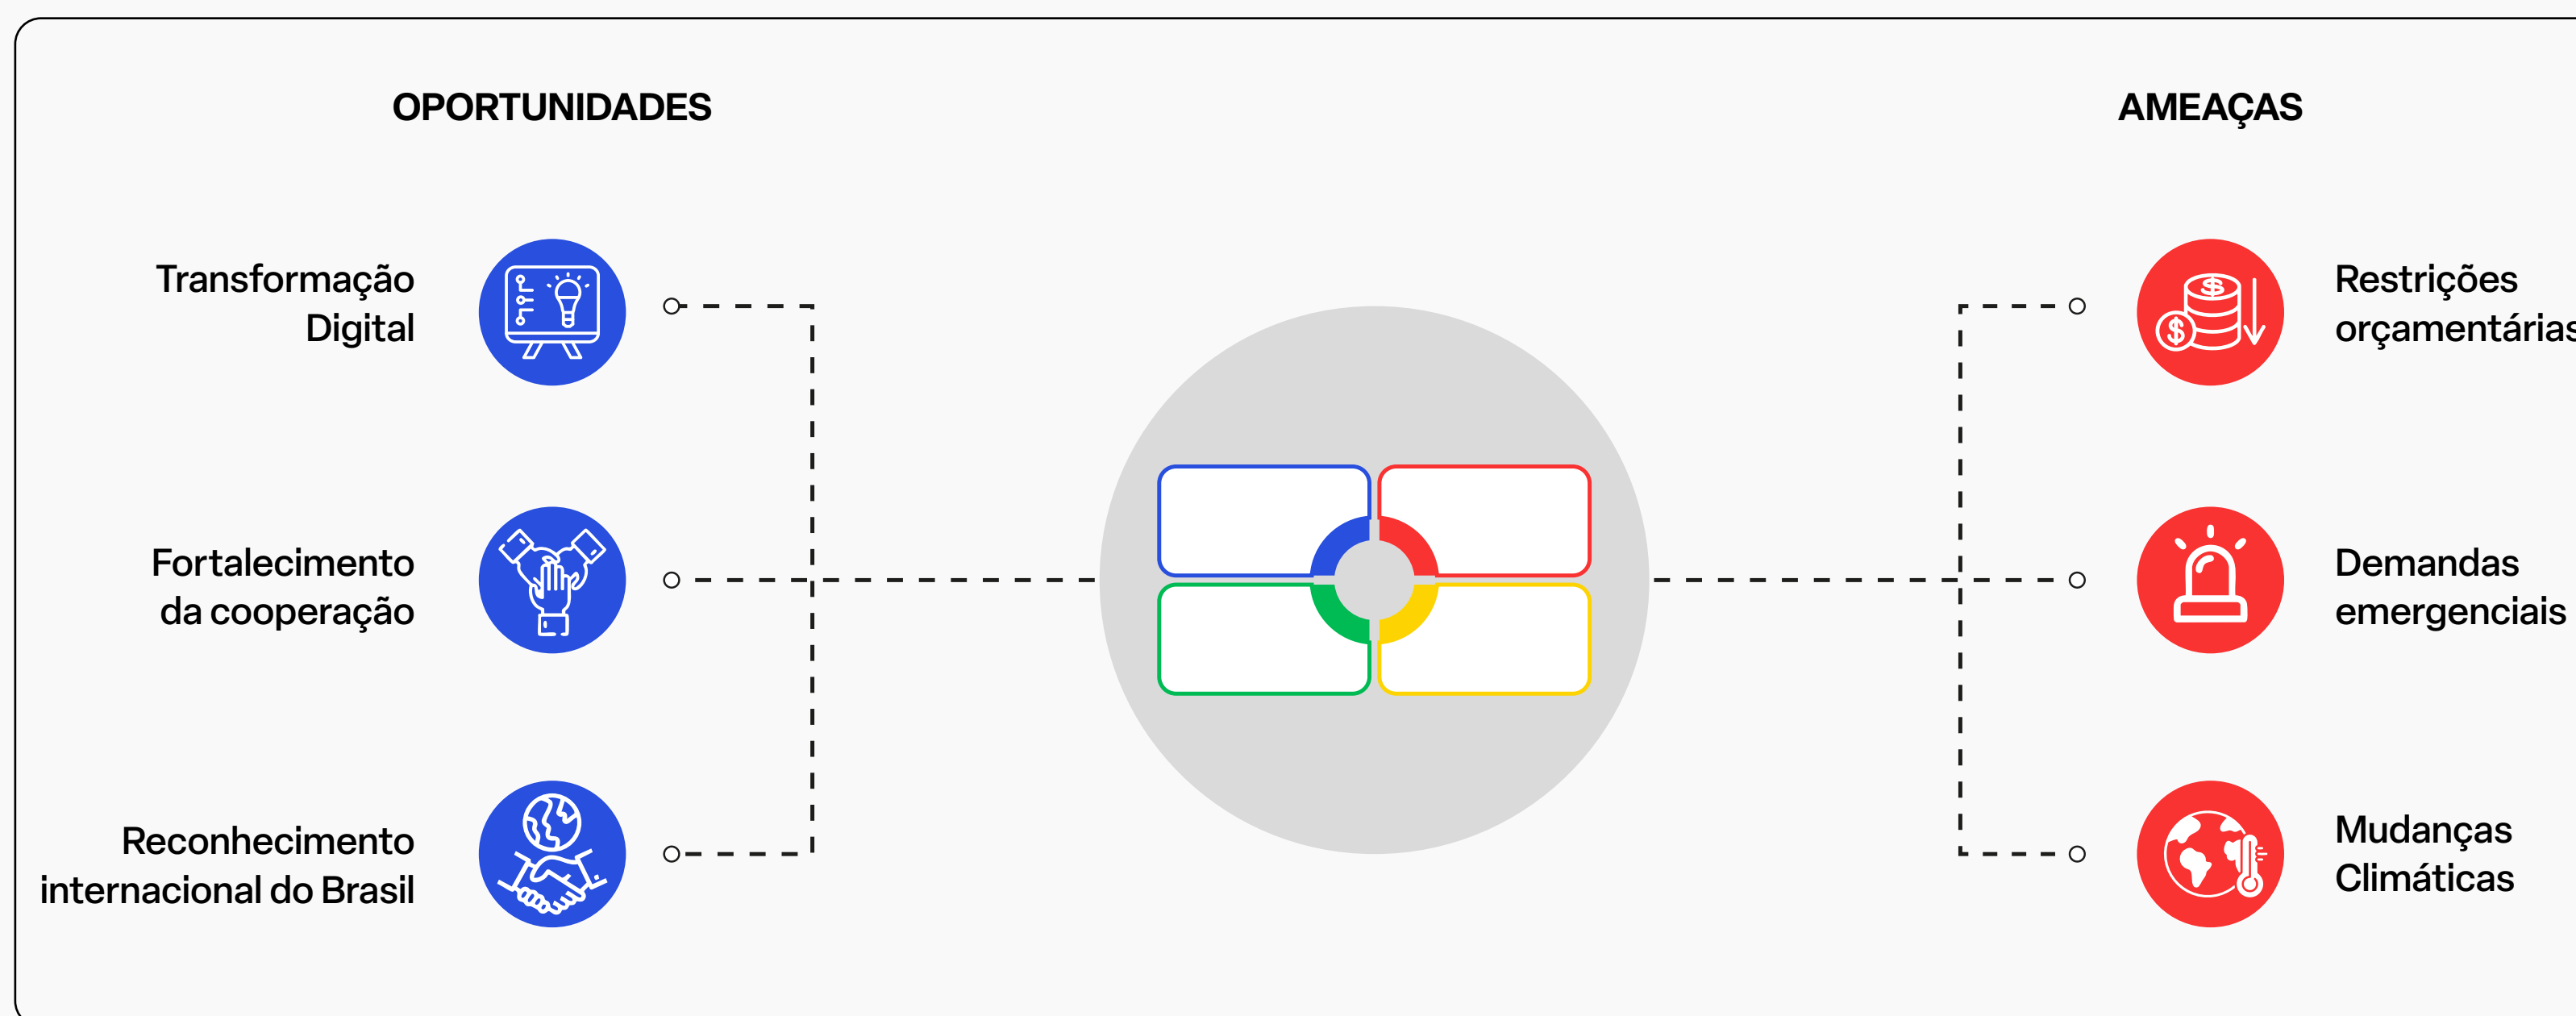 OPORTUNIDADES
AMEAÇAS
Transformação
Digital
Fortalecimento
da cooperação
Reconhecimento
internacional do Brasil
Restrições
orçamentárias
Demandas
emergenciais
Mudanças
Climáticas